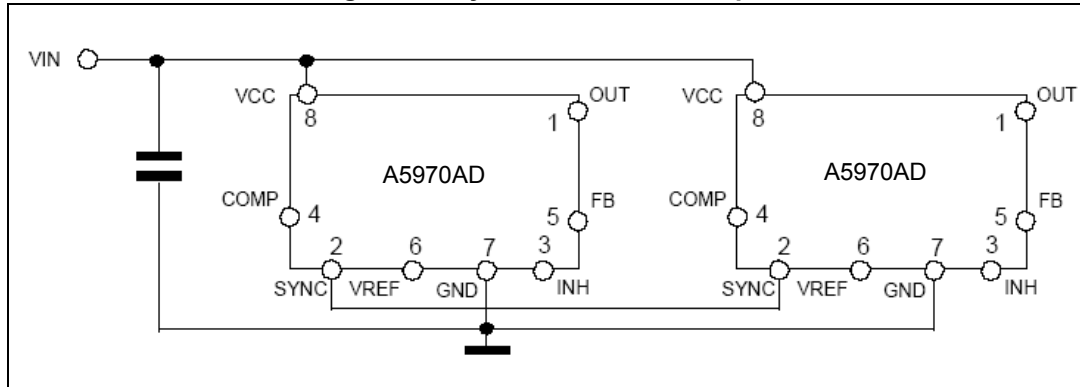 VIN
VCC
8
OUT
1
A5970AD
COMP
4
FB
5
2
6
7
3
SYNC
VREF
GND
INH
VCC
8
OUT
1
A5970AD
COMP
4
FB
5
2
6
7
3
SYNC
VREF
GND
INH